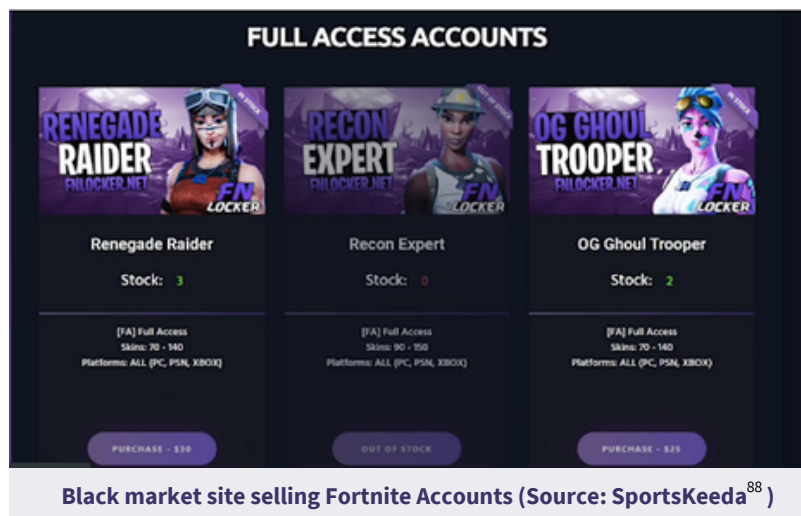 FULL ACCESS ACCOUNTS
RENEGADE
RAIDER
FNLOCKER.NET
IN STOCK
FN
LOCKER
RECON
EXPERT
FNLOCKER.NET
OUT OF STOCK
FN
LOCKER
OG GHOUL
TROOPER
FNLOCKER.NET
IN STOCK
FN
LOCKER
Renegade Raider
Recon Expert
OG Ghoul Trooper
Stock: 3
Stock: 0
Stock: 2
[FA] Full Access
Skins: 70 - 140
Platforms: ALL (PC, PSN, XBOX)
[FA] Full Access
Skins: 90 - 150
Platforms: ALL (PC, PSN, XBOX)
[FA] Full Access
Skins: 70 - 140
Platforms: ALL (PC, PSN, XBOX)
PURCHASE - $30
OUT OF STOCK
PURCHASE - $25
Black market site selling Fortnite Accounts (Source: SportsKeeda88 )